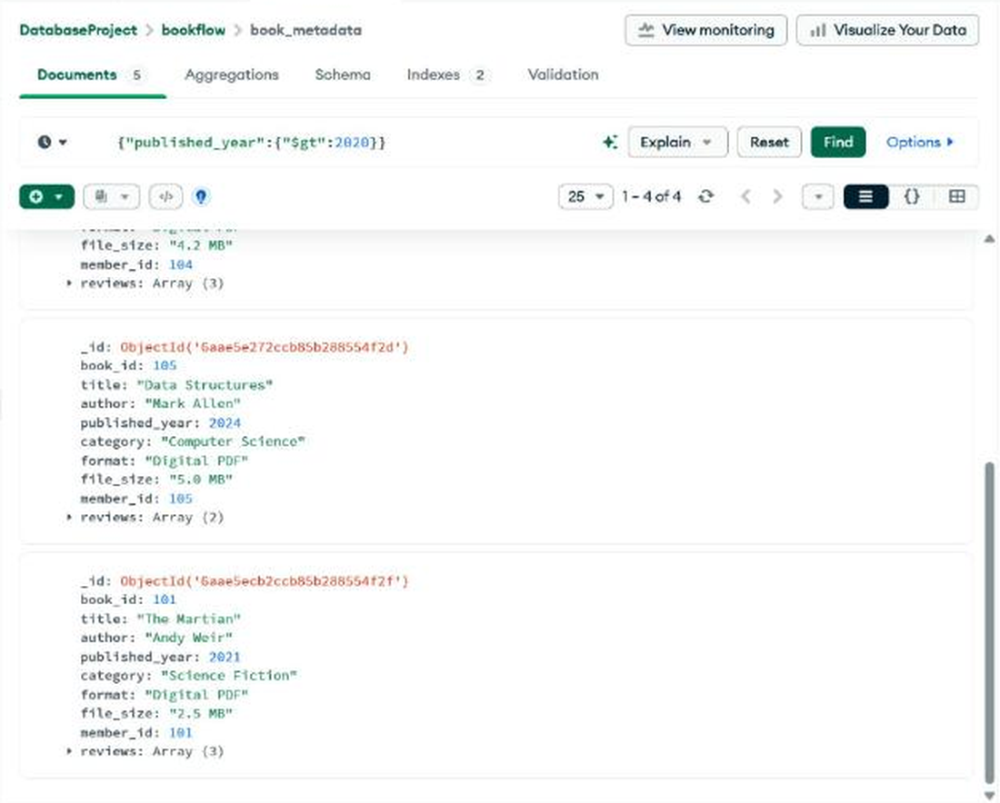 DatabaseProject > bookflow > book_metadata
View monitoring
Visualize Your Data
Documents 5 Aggregations Schema Indexes 2 Validation
{"published_year":{"$gt":2020}}
Explain Reset Find Options
25 1 – 4 of 4
file_size: "4.2 MB"
member_id: 104
reviews: Array (3)
_id: ObjectId('6aae5e272ccb85b288554f2d')
book_id: 105
title: "Data Structures"
author: "Mark Allen"
published_year: 2024
category: "Computer Science"
format: "Digital PDF"
file_size: "5.0 MB"
member_id: 105
reviews: Array (2)
_id: ObjectId('6aae5ecb2ccb85b288554f2f')
book_id: 101
title: "The Martian"
author: "Andy Weir"
published_year: 2021
category: "Science Fiction"
format: "Digital PDF"
file_size: "2.5 MB"
member_id: 101
reviews: Array (3)